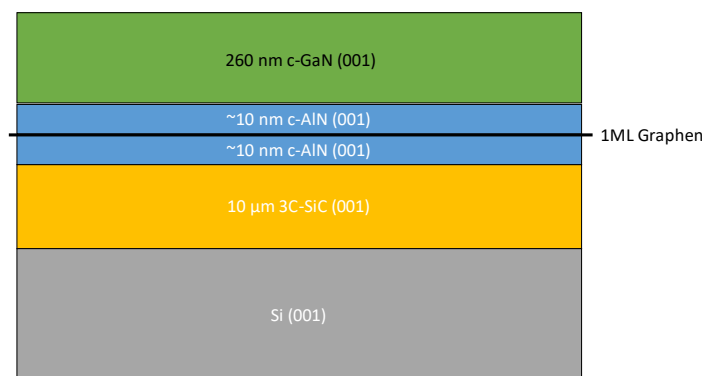 260 nm c-GaN (001)
~10 nm c-AlN (001)
1ML Graphen
~10 nm c-AlN (001)
10 µm 3C-SiC (001)
Si (001)